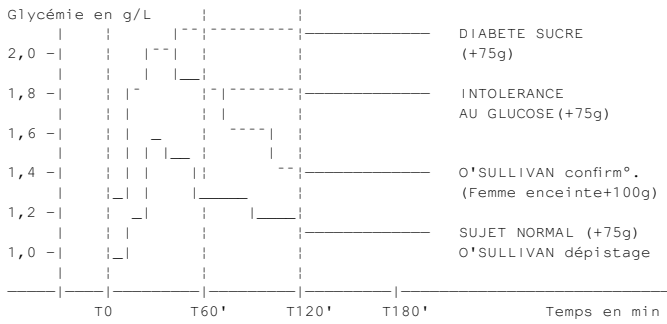 Glycémie en g/L
DIABETE SUCRE
2,0
(+75g)
1,8
INTOLERANCE
AU GLUCOSE(+75g)
1,6
1,4
O'SULLIVAN confirm°.
(Femme enceinte+100g)
1,2
SUJET NORMAL (+75g)
1,0
O'SULLIVAN dépistage
T0 T60' T120' T180' Temps en min